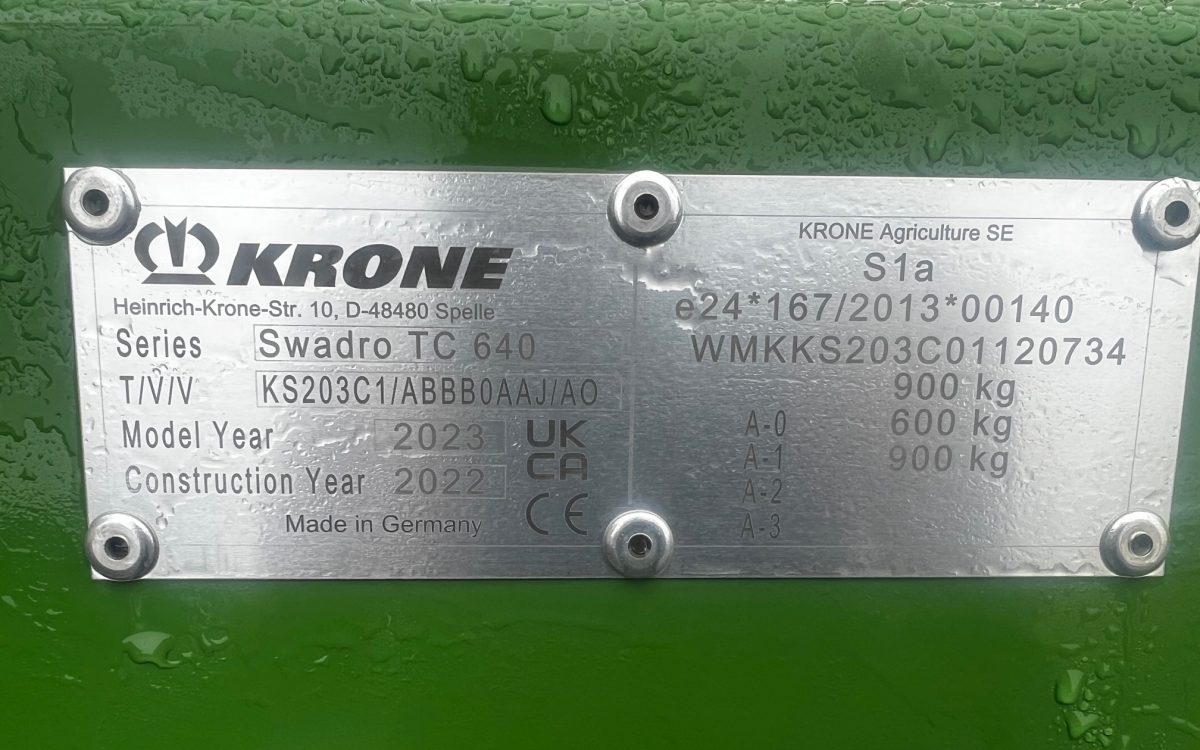 KRONE
Heinrich-Krone-Str. 10, D-48480 Spelle
Series Swadro TC 640
T/V/V KS203C1/ABBB0AAJ/AO
Model Year 2023
Construction Year 2022
Made in Germany
UK
CA
CE
KRONE Agriculture SE
S1a
e24*167/2013*00140
WMKKS203C01120734
900 kg
A-0 600 kg
A-1 900 kg
A-2
A-3